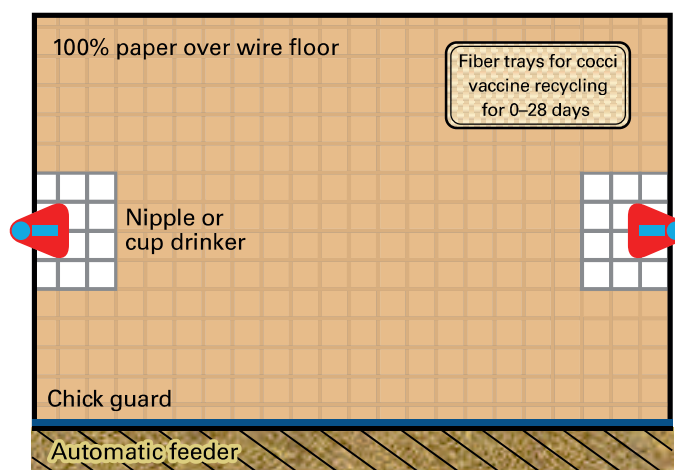 100% paper over wire floor
Fiber trays for cocci
vaccine recycling
for 0–28 days
Nipple or
cup drinker
Chick guard
Automatic feeder